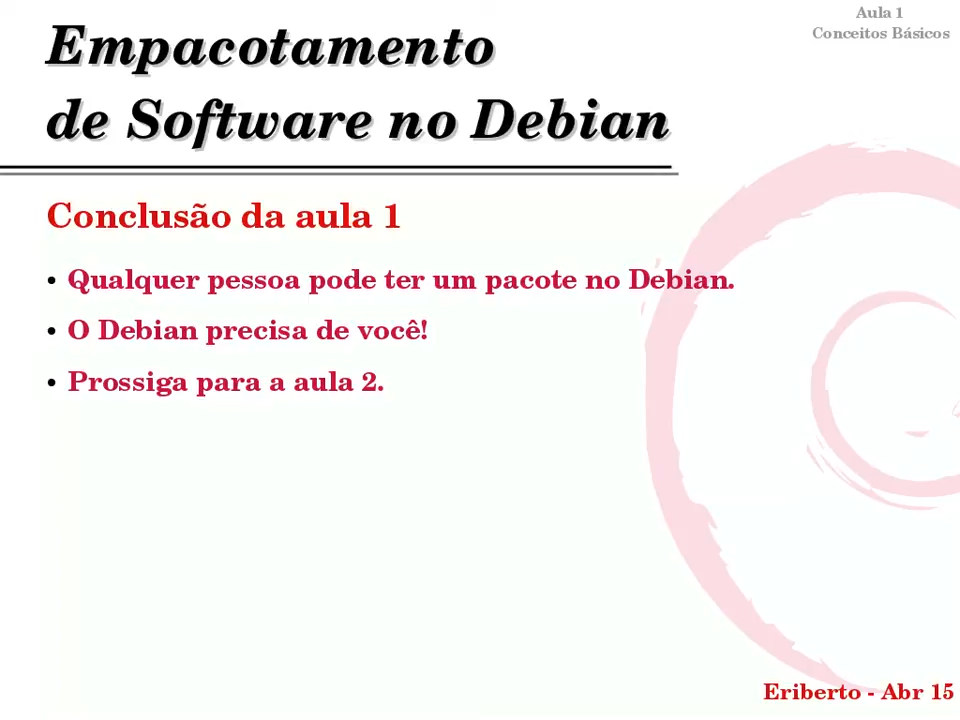 Empacotamento
de Software no Debian
Aula 1
Conceitos Básicos
Conclusão da aula 1
• Qualquer pessoa pode ter um pacote no Debian.
• O Debian precisa de você!
• Prossiga para a aula 2.
Eriberto - Abr 15